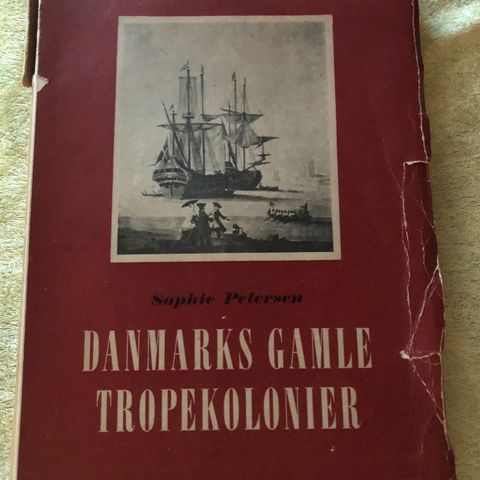 Sophie Petersen
DANMARKS GAMLE
TROPEKOLONIER